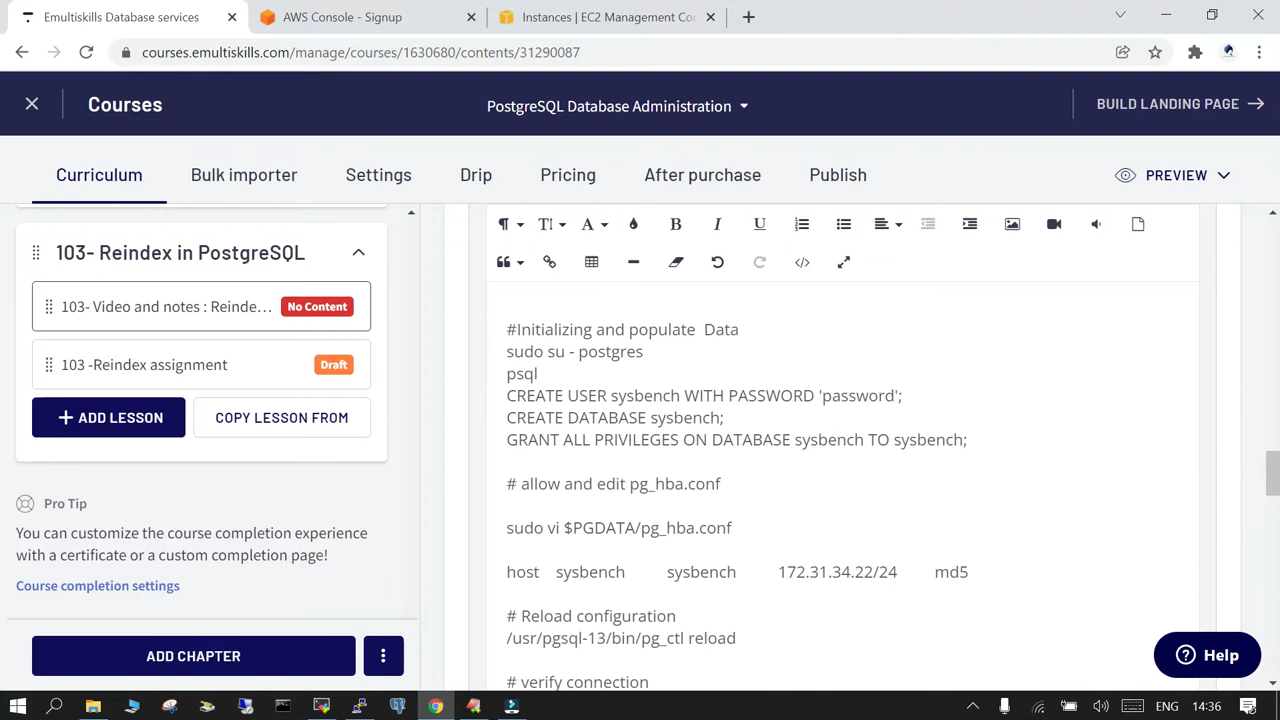 Emultiskills Database services
AWS Console - Signup
Instances | EC2 Management Cor
courses.emultiskills.com/manage/courses/1630680/contents/31290087
Courses
PostgreSQL Database Administration
BUILD LANDING PAGE
Curriculum
Bulk importer
Settings
Drip
Pricing
After purchase
Publish
PREVIEW
103- Reindex in PostgreSQL
103- Video and notes : Reinde...
No Content
103 -Reindex assignment
Draft
ADD LESSON
COPY LESSON FROM
Pro Tip
You can customize the course completion experience
with a certificate or a custom completion page!
Course completion settings
ADD CHAPTER
#Initializing and populate  Data
sudo su - postgres
psql
CREATE USER sysbench WITH PASSWORD 'password';
CREATE DATABASE sysbench;
GRANT ALL PRIVILEGES ON DATABASE sysbench TO sysbench;
# allow and edit pg_hba.conf
sudo vi $PGDATA/pg_hba.conf
host    sysbench    sysbench    172.31.34.22/24    md5
# Reload configuration
/usr/pgsql-13/bin/pg_ctl reload
# verify connection
Help
ENG
14:36